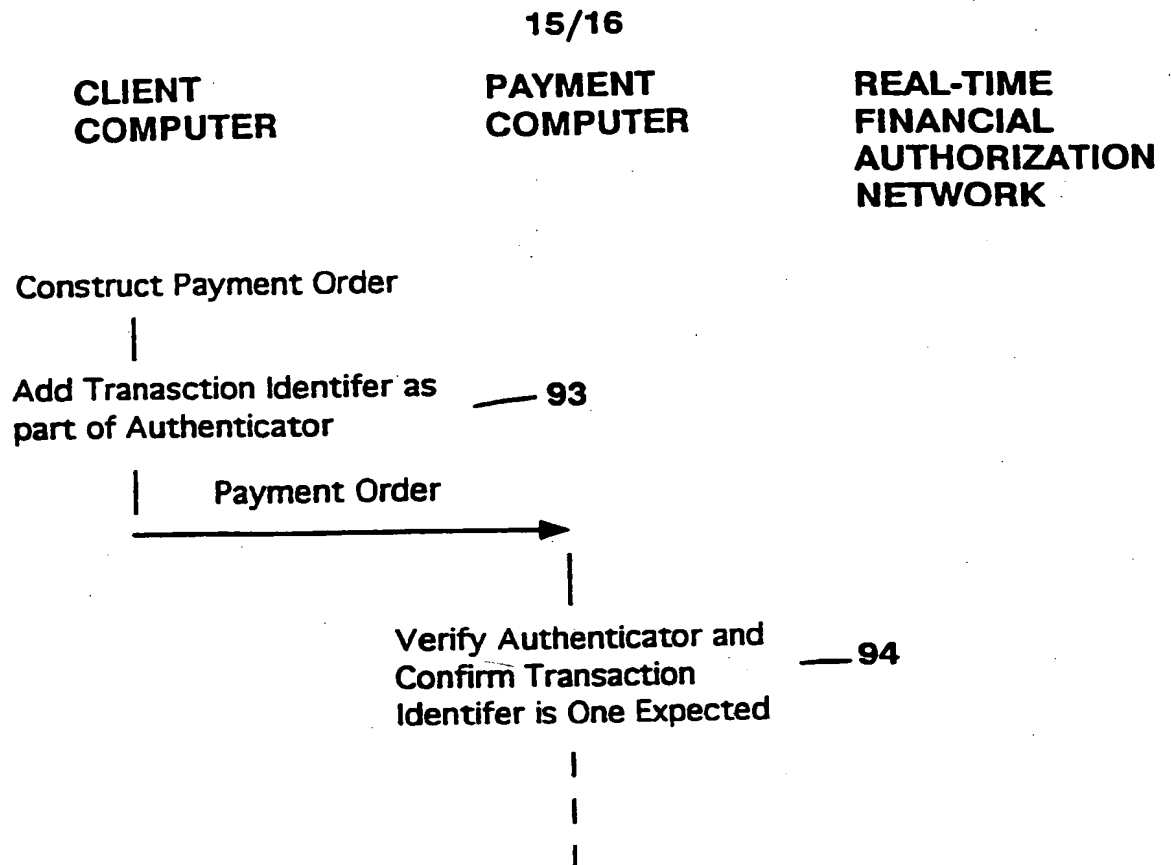 15/16
CLIENT
COMPUTER
PAYMENT
COMPUTER
REAL-TIME
FINANCIAL
AUTHORIZATION
NETWORK
Construct Payment Order
Add Tranasction Identifer as
part of Authenticator
93
Payment Order
Verify Authenticator and
Confirm Transaction
Identifer is One Expected
94